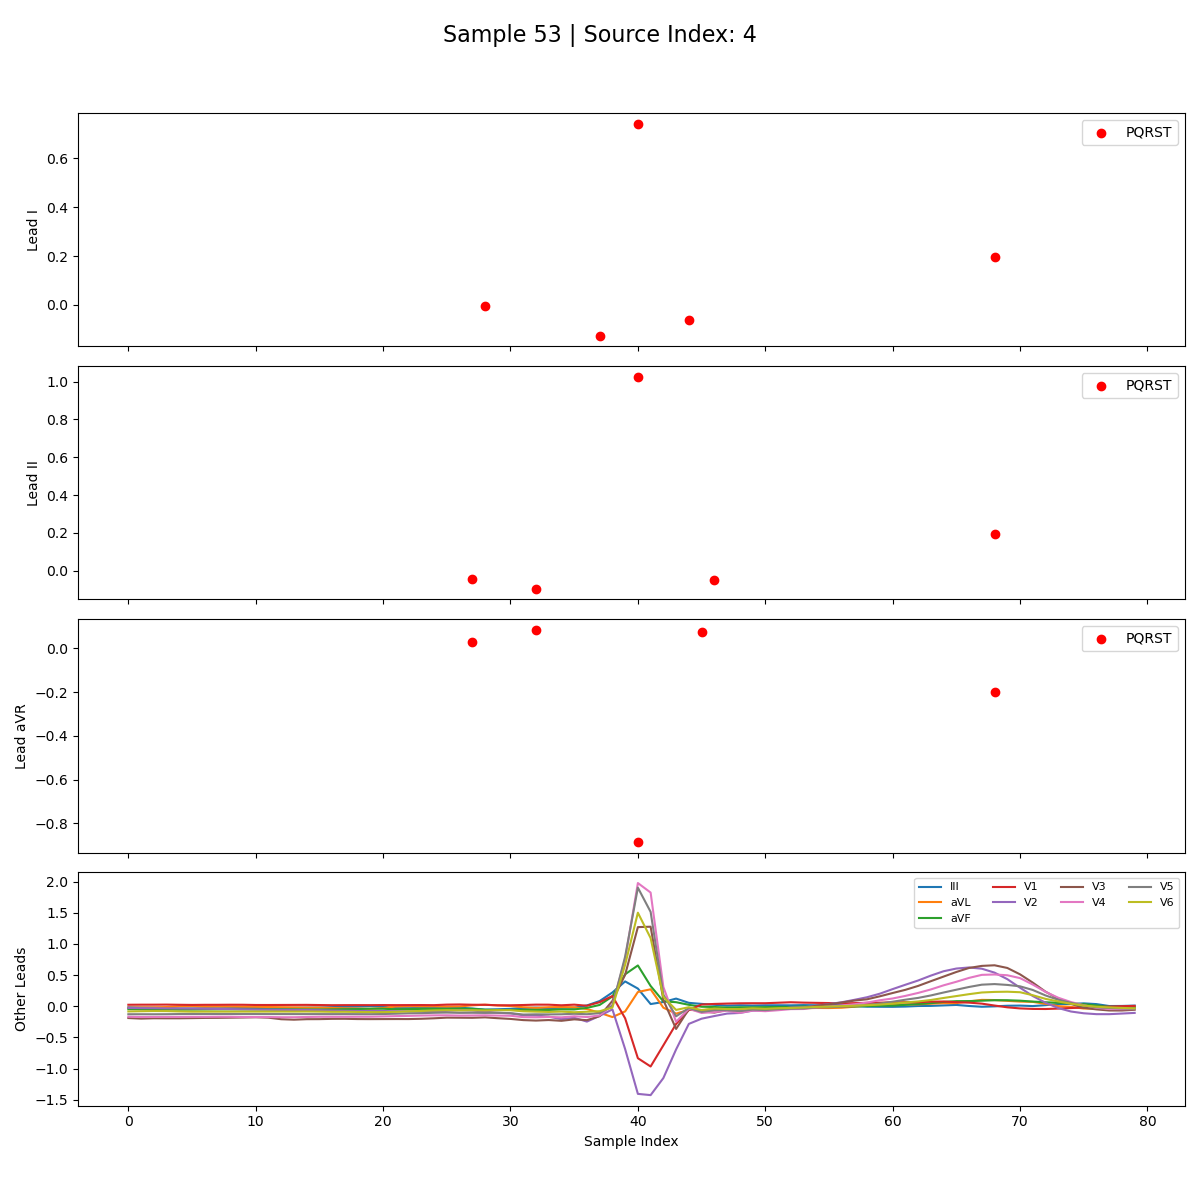 Sample 53 | Source Index: 4
PQRST
0.6
0.4
0.2
0.0
Lead I
PQRST
1.0
0.8
0.6
0.4
0.2
0.0
Lead II
PQRST
0.0
−0.2
−0.4
−0.6
−0.8
Lead aVR
III V1 V3 V5
aVL V2 V4 V6
aVF
2.0
1.5
1.0
0.5
0.0
−0.5
−1.0
−1.5
Other Leads
0 10 20 30 40 50 60 70 80
Sample Index